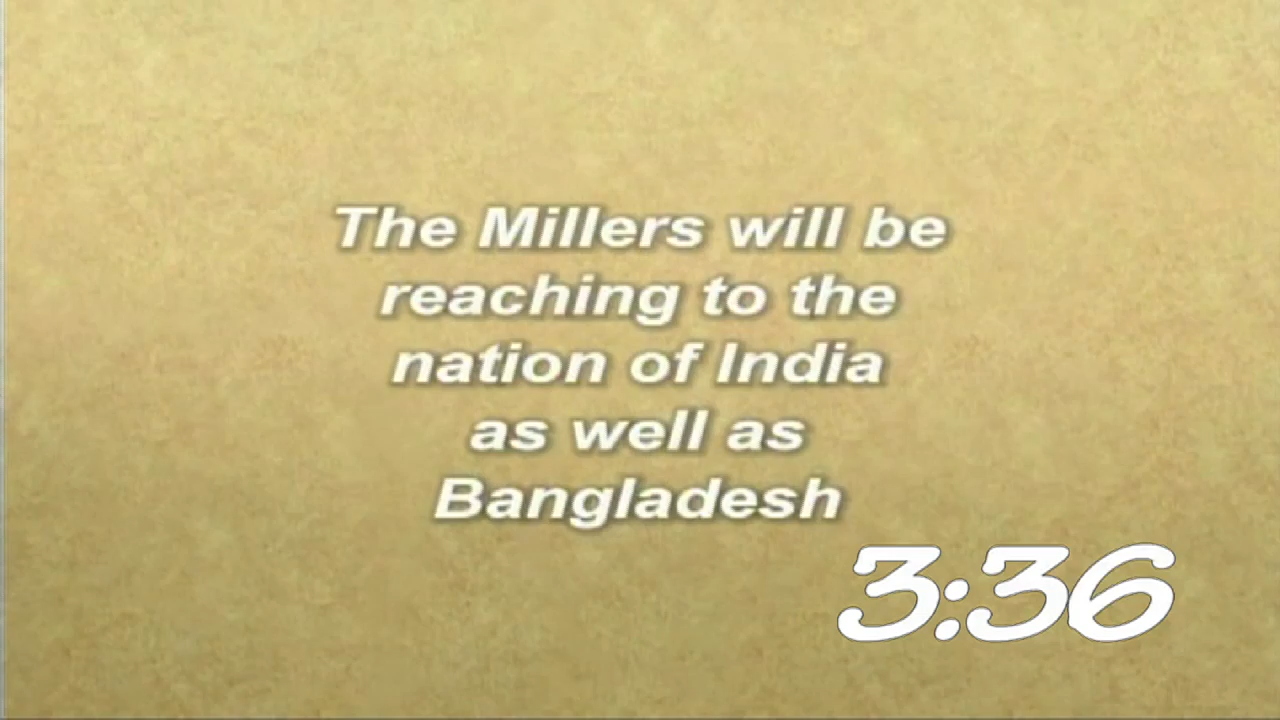 The Millers will be
reaching to the
nation of India
as well as
Bangladesh
3:36